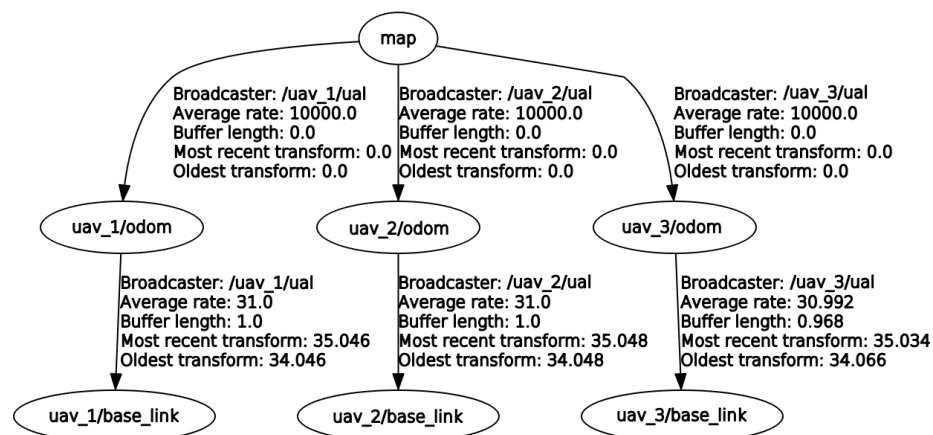 map
Broadcaster: /uav_1/ual
Average rate: 10000.0
Buffer length: 0.0
Most recent transform: 0.0
Oldest transform: 0.0
Broadcaster: /uav_2/ual
Average rate: 10000.0
Buffer length: 0.0
Most recent transform: 0.0
Oldest transform: 0.0
Broadcaster: /uav_3/ual
Average rate: 10000.0
Buffer length: 0.0
Most recent transform: 0.0
Oldest transform: 0.0
uav_1/odom
uav_2/odom
uav_3/odom
Broadcaster: /uav_1/ual
Average rate: 31.0
Buffer length: 1.0
Most recent transform: 35.046
Oldest transform: 34.046
Broadcaster: /uav_2/ual
Average rate: 31.0
Buffer length: 1.0
Most recent transform: 35.048
Oldest transform: 34.048
Broadcaster: /uav_3/ual
Average rate: 30.992
Buffer length: 0.968
Most recent transform: 35.034
Oldest transform: 34.066
uav_1/base_link
uav_2/base_link
uav_3/base_link